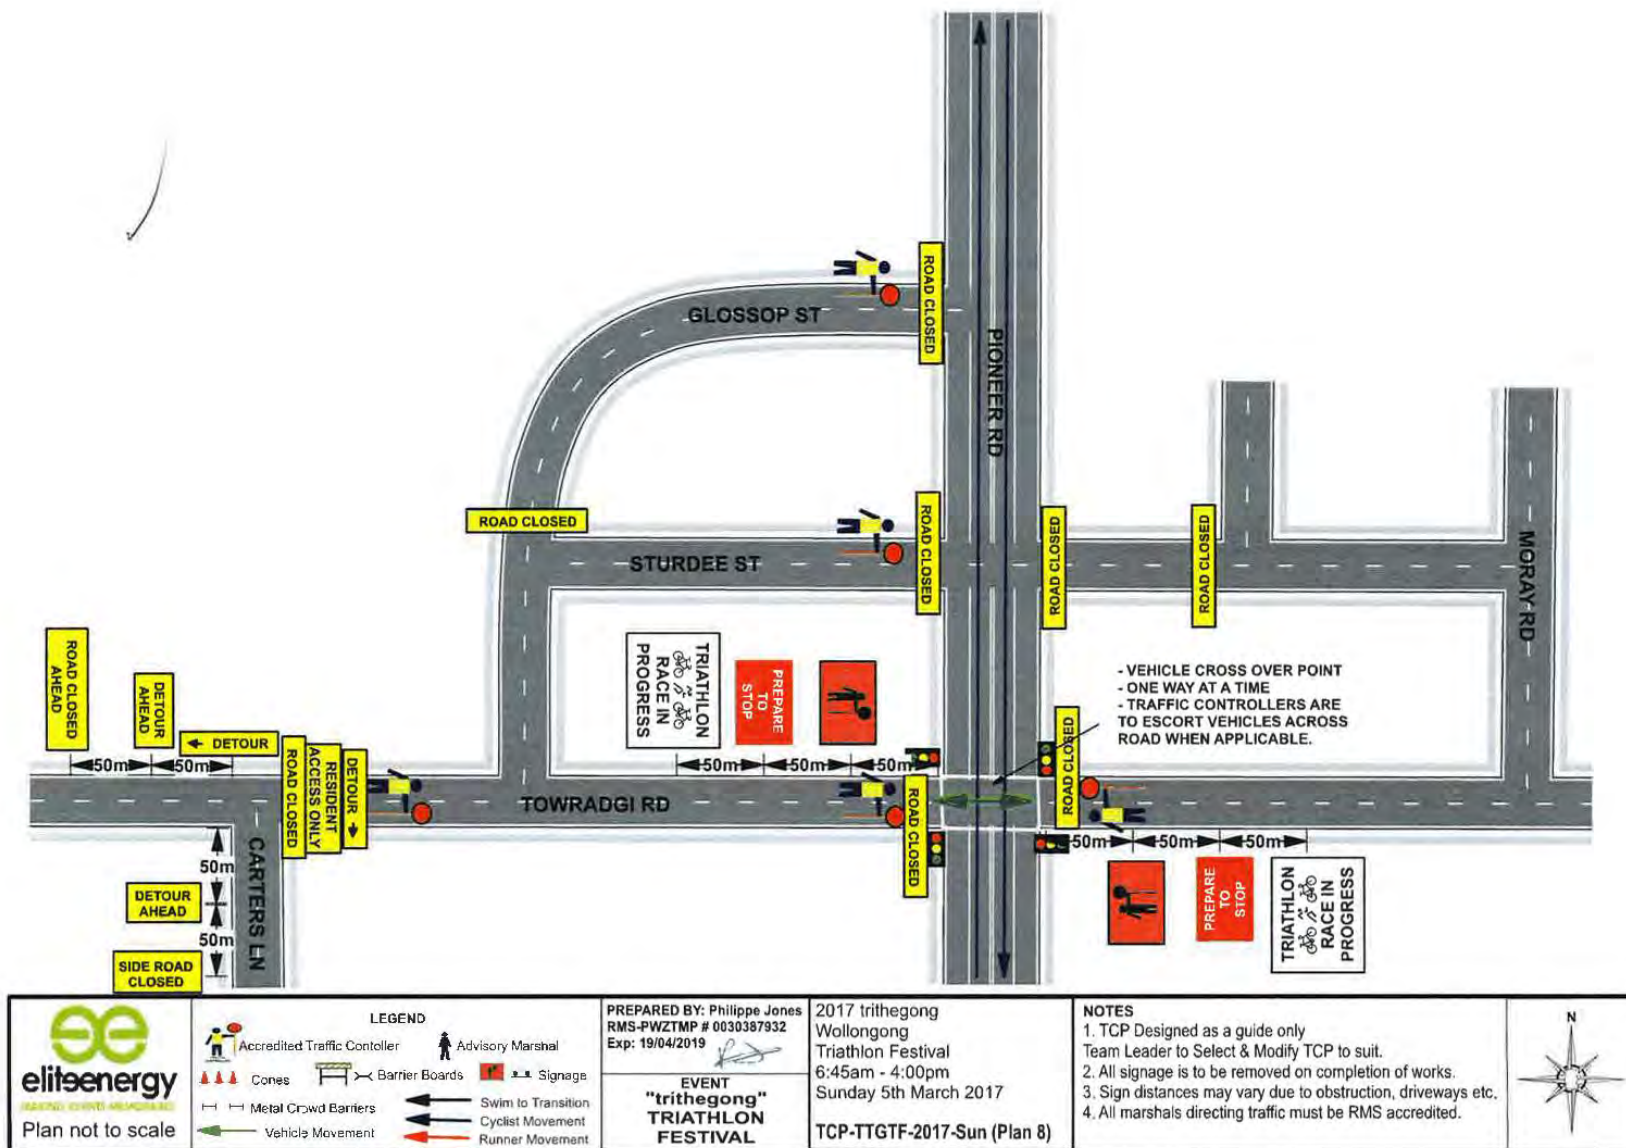 GLOSSOP ST
ROAD CLOSED
PIONEER RD
ROAD CLOSED
STURDEE ST
ROAD CLOSED
ROAD CLOSED
ROAD CLOSED
MORAY RD
ROAD CLOSED
AHEAD
DETOUR
AHEAD
DETOUR
50m
50m
ROAD CLOSED
RESIDENT
ACCESS ONLY
DETOUR
TRIATHLON
RACE IN
PROGRESS
PREPARE
TO
STOP
50m
50m
50m
- VEHICLE CROSS OVER POINT
- ONE WAY AT A TIME
- TRAFFIC CONTROLLERS ARE
TO ESCORT VEHICLES ACROSS
ROAD WHEN APPLICABLE.
TOWRADGI RD
ROAD CLOSED
ROAD CLOSED
50m
50m
50m
PREPARE
TO
STOP
TRIATHLON
RACE IN
PROGRESS
CARTERS LN
50m
DETOUR
AHEAD
50m
SIDE ROAD
CLOSED
eliteenergy
MAKING EVENTS MEMORABLE
Plan not to scale
LEGEND
Accredited Traffic Contoller
Advisory Marshal
Cones
Barrier Boards
Signage
Metal Crowd Barriers
Swim to Transition
Cyclist Movement
Vehicle Movement
Runner Movement
PREPARED BY: Philippe Jones
RMS-PWZTMP # 0030387932
Exp: 19/04/2019
EVENT
"trithegong"
TRIATHLON
FESTIVAL
2017 trithegong
Wollongong
Triathlon Festival
6:45am - 4:00pm
Sunday 5th March 2017
TCP-TTGTF-2017-Sun (Plan 8)
NOTES
1. TCP Designed as a guide only
Team Leader to Select & Modify TCP to suit.
2. All signage is to be removed on completion of works.
3. Sign distances may vary due to obstruction, driveways etc.
4. All marshals directing traffic must be RMS accredited.
N